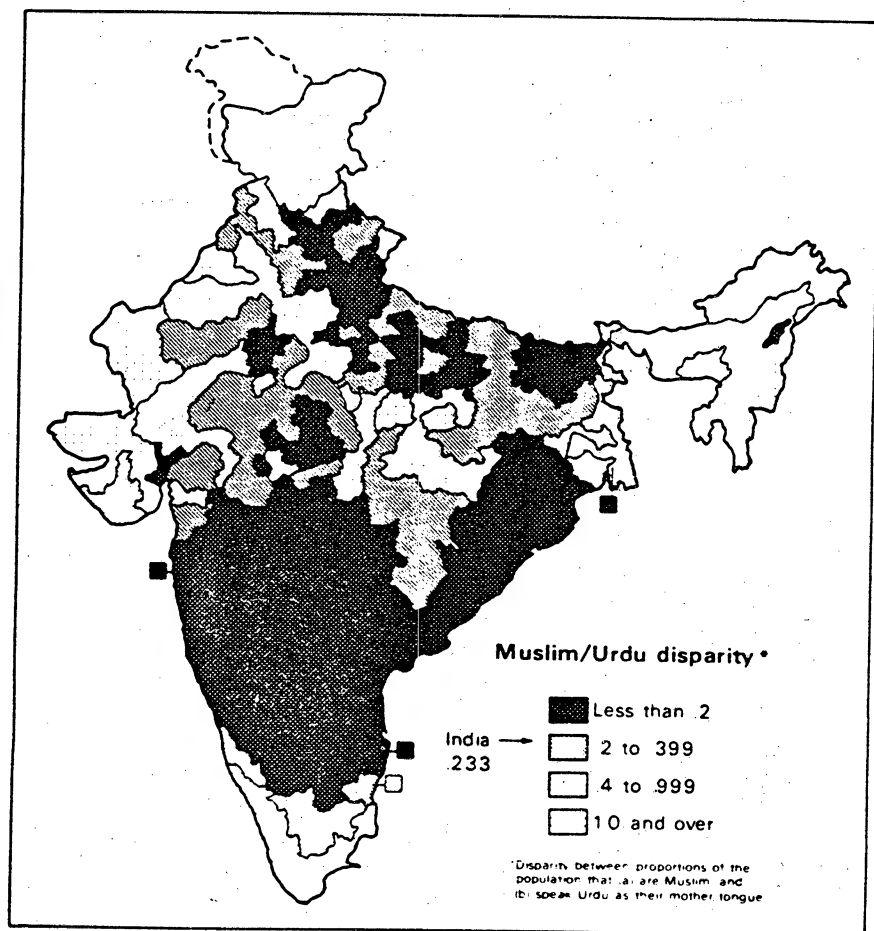 Muslim/Urdu disparity *
Less than .2
India
.233
.2 to .399
.4 to .999
1.0 and over
*Disparity between proportions of the
population that (a) are Muslim and
(b) speak Urdu as their mother tongue